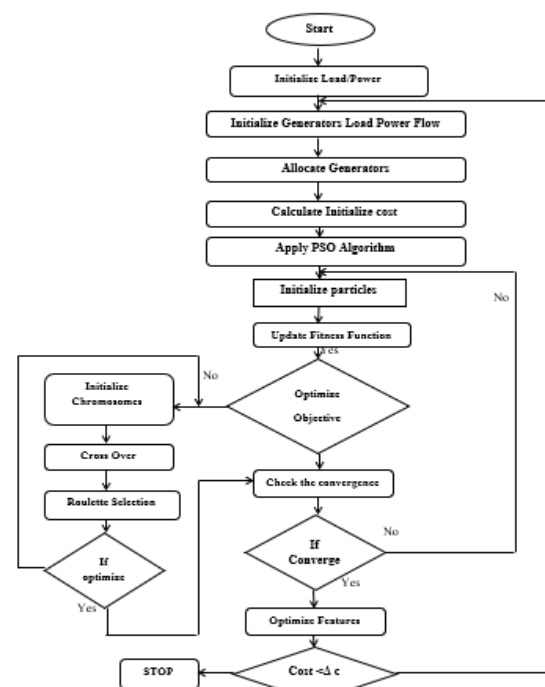 Start
Initialize Load/Power
Initialize Generators Load Power Flow
Allocate Generators
Calculate Initialize cost
Apply PSO Algorithm
Initialize particles
No
Update Fitness Function
Yes
No
Initialize
Chromosomes
Optimize
Objective
Cross Over
Check the convergence
Roulette Selection
No
If
optimize
If
Converge
Yes
Yes
Optimize Features
STOP
Cost <Δ c